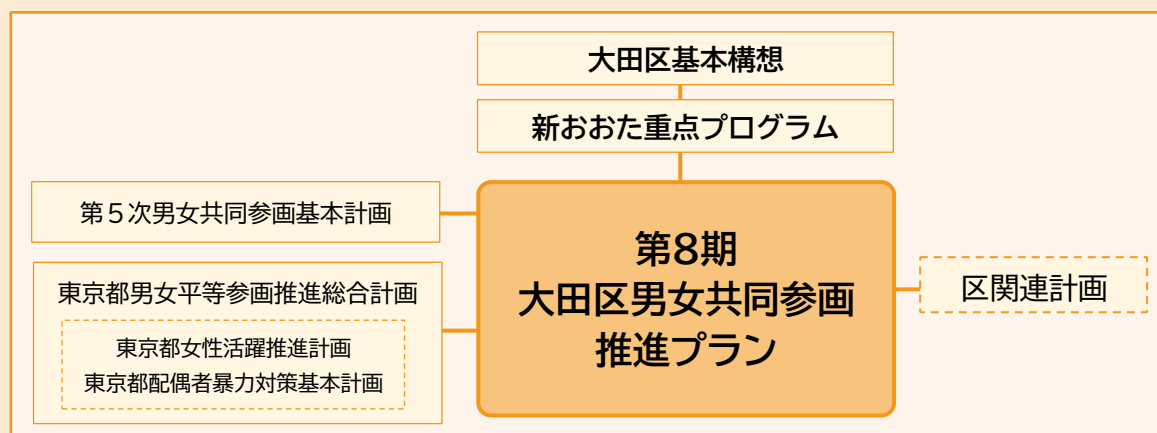 大田区基本構想
新おおた重点プログラム
第5次男女共同参画基本計画
東京都男女平等参画推進総合計画
東京都女性活躍推進計画
東京都配偶者暴力対策基本計画
第8期
大田区男女共同参画
推進プラン
区関連計画